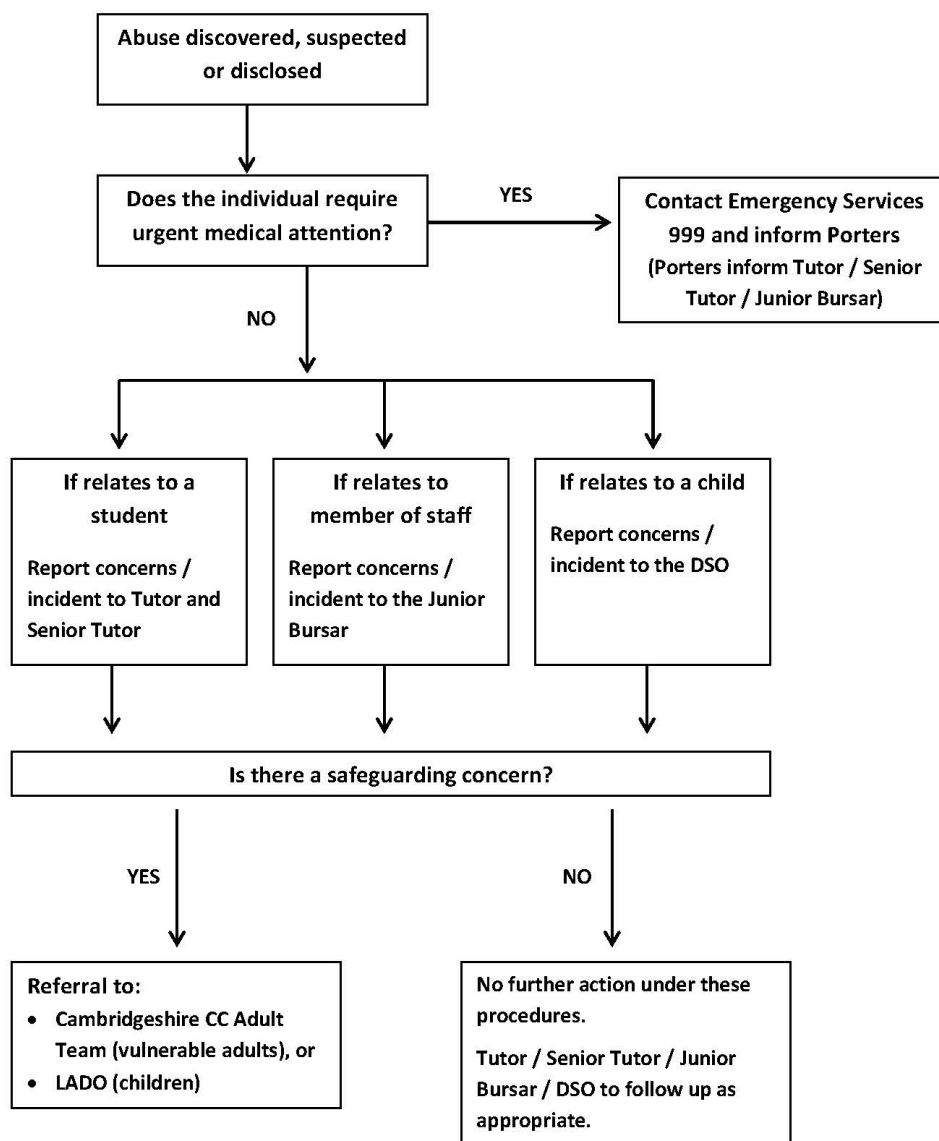 Abuse discovered, suspected
or disclosed
Does the individual require
urgent medical attention?
YES
Contact Emergency Services
999 and inform Porters
(Porters inform Tutor / Senior
Tutor / Junior Bursar)
NO
If relates to a
student
Report concerns /
incident to Tutor and
Senior Tutor
If relates to
member of staff
Report concerns /
incident to the Junior
Bursar
If relates to a child
Report concerns /
incident to the DSO
Is there a safeguarding concern?
YES
NO
Referral to:
• Cambridgeshire CC Adult
Team (vulnerable adults), or
• LADO (children)
No further action under these
procedures.
Tutor / Senior Tutor / Junior
Bursar / DSO to follow up as
appropriate.